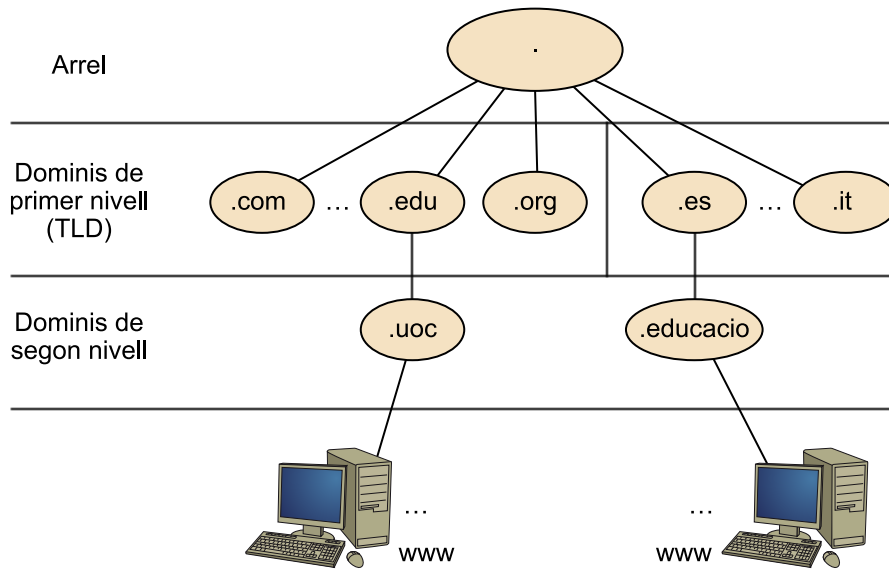 Arrel
.
Dominis de
primer nivell
(TLD)
.com
...
.edu
.org
.es
...
.it
Dominis de
segon nivell
.uoc
.educacio
...
www
...
www